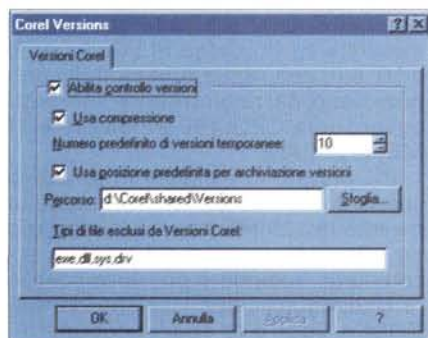 Corel Versions
Versioni Corel
Abilita controllo versioni
Usa compressione
Numero predefinito di versioni temporanee: 10
Usa posizione predefinita per archiviazione versioni
Percorso: d:\Corel\shared\Versions Sfoglia...
Tipi di file esclusi da Versioni Corel:
exe,dll,sys,drv
OK Annulla Applica ?